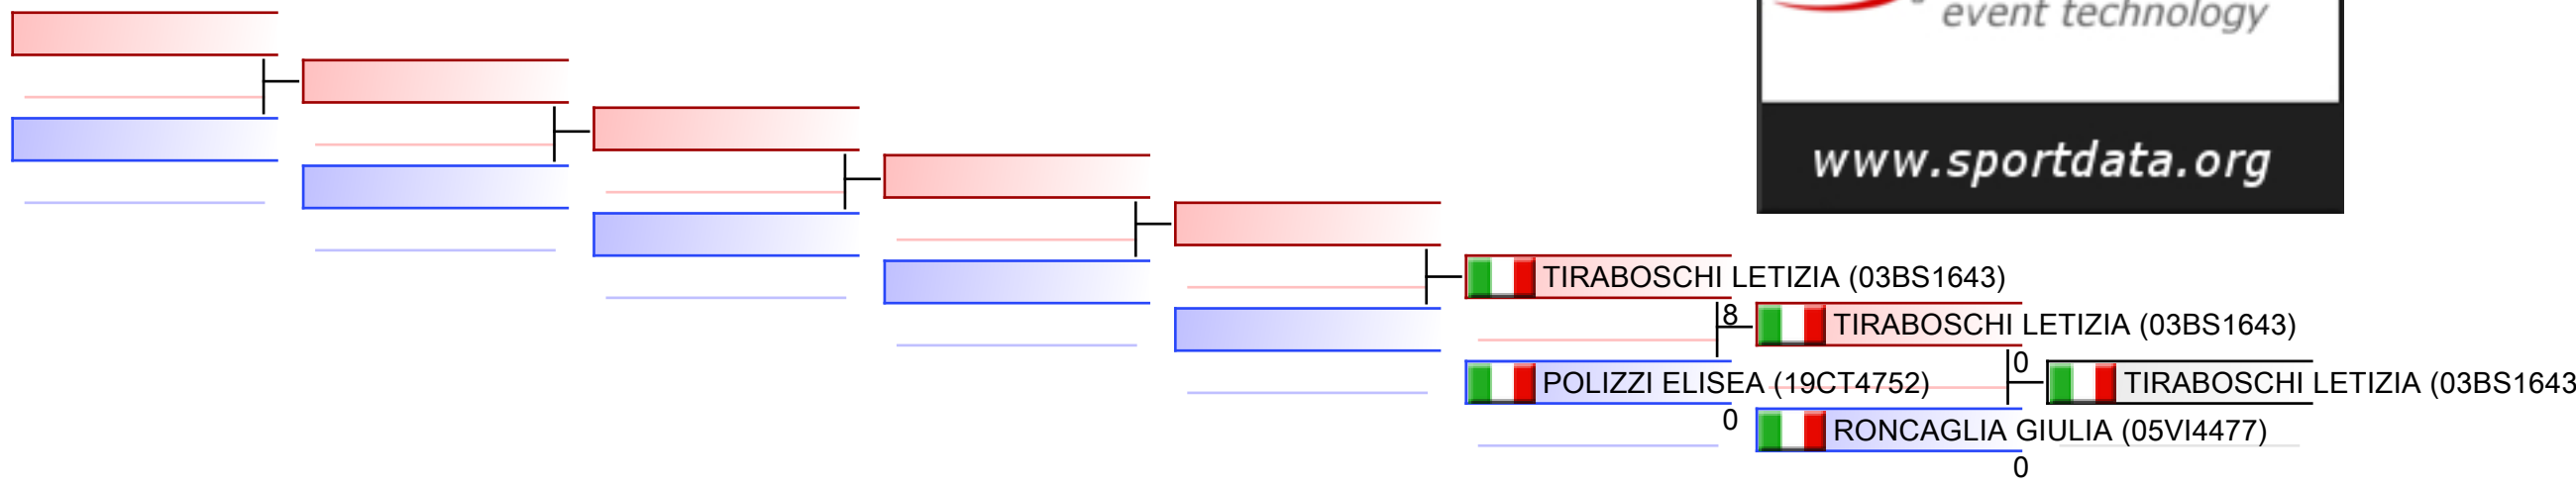 event technology
www.sportdata.org
TIRABOSCHI LETIZIA (03BS1643)
8
TIRABOSCHI LETIZIA (03BS1643)
0
POLIZZI ELISEA (19CT4752)
TIRABOSCHI LETIZIA (03BS1643
0
RONCAGLIA GIULIA (05VI4477)
0